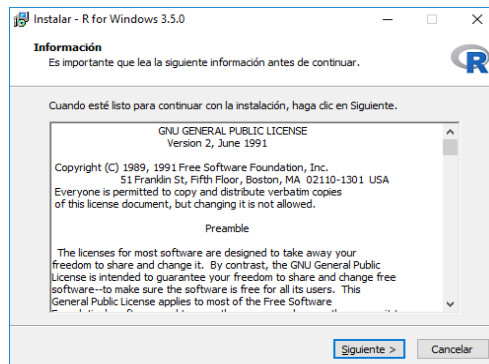 Instalar - R for Windows 3.5.0
Información
Es importante que lea la siguiente información antes de continuar.
R
Cuando esté listo para continuar con la instalación, haga clic en Siguiente.
GNU GENERAL PUBLIC LICENSE
Version 2, June 1991
Copyright (C) 1989, 1991 Free Software Foundation, Inc.
51 Franklin St, Fifth Floor, Boston, MA 02110-1301 USA
Everyone is permitted to copy and distribute verbatim copies
of this license document, but changing it is not allowed.
Preamble
The licenses for most software are designed to take away your
freedom to share and change it. By contrast, the GNU General Public
License is intended to guarantee your freedom to share and change free
software--to make sure the software is free for all its users. This
General Public License applies to most of the Free Software
Siguiente >
Cancelar